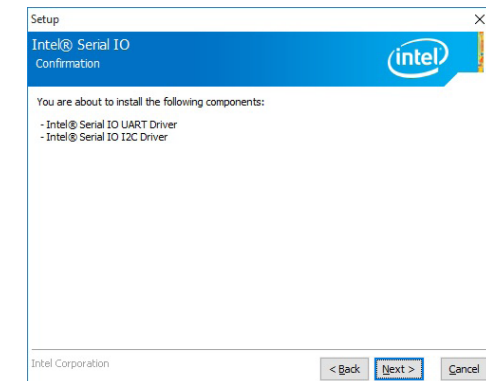 Setup
Intel® Serial IO
Confirmation
intel
You are about to install the following components:
- Intel® Serial IO UART Driver
- Intel® Serial IO I2C Driver
Intel Corporation
< Back
Next >
Cancel